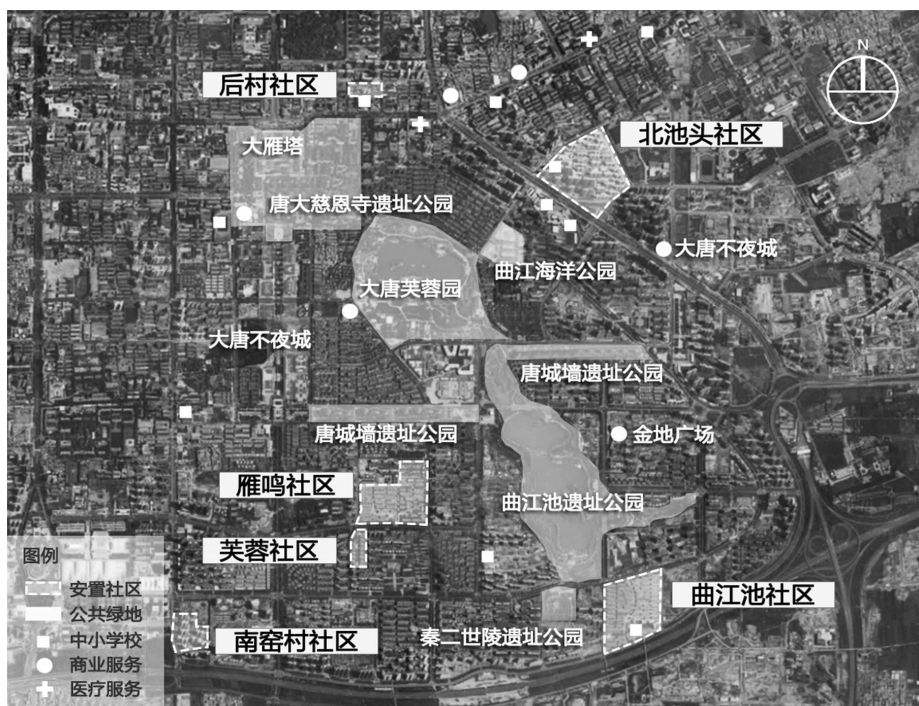 N
后村社区
北池头社区
大雁塔
唐大慈恩寺遗址公园
大唐不夜城
曲江海洋公园
大唐芙蓉园
大唐不夜城
唐城墙遗址公园
唐城墙遗址公园
金地广场
雁鸣社区
曲江池遗址公园
芙蓉社区
曲江池社区
南窑村社区
秦二世陵遗址公园
图例
安置社区
公共绿地
中小学校
商业服务
医疗服务